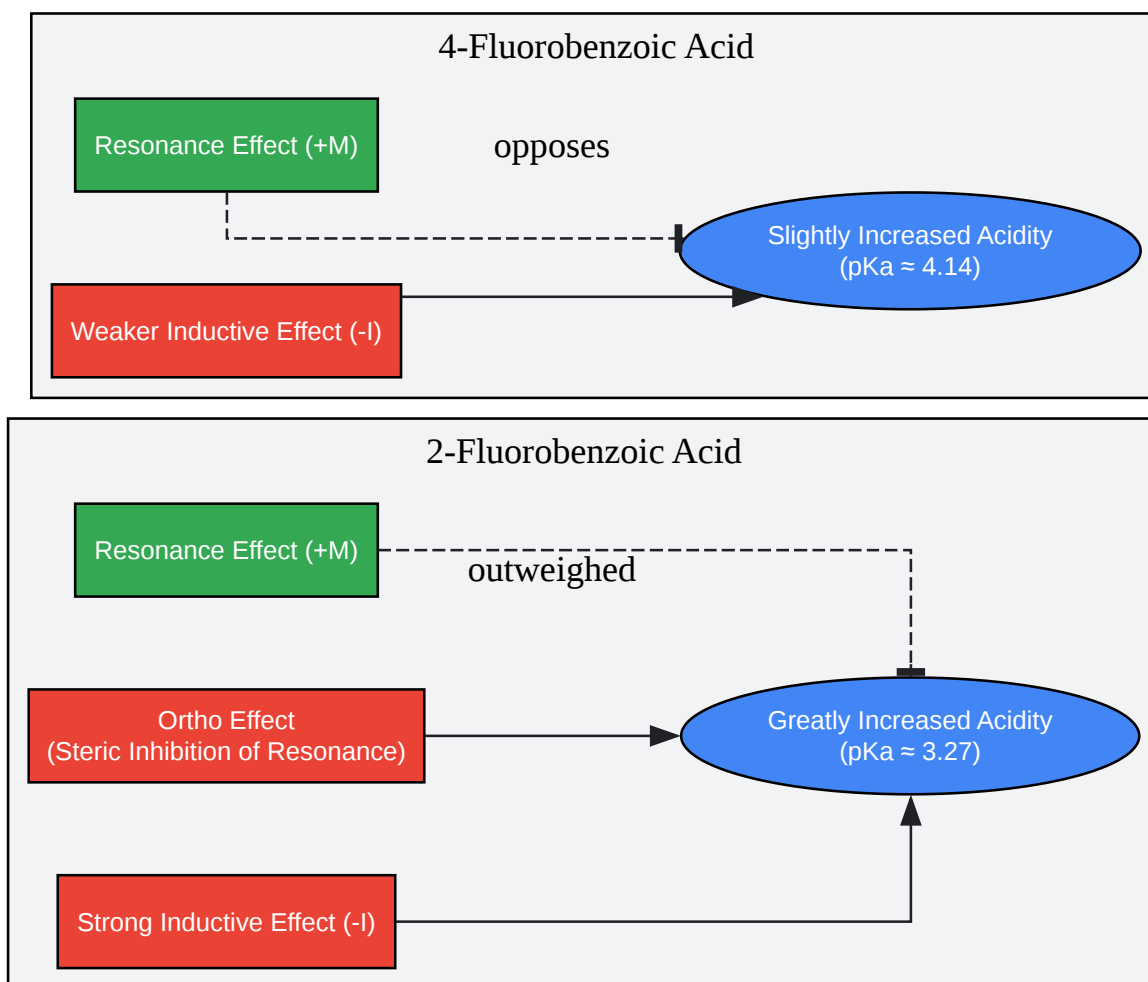 4-Fluorobenzoic Acid
Resonance Effect (+M)
opposes
Slightly Increased Acidity
(pKa ≈ 4.14)
Weaker Inductive Effect (-I)
2-Fluorobenzoic Acid
Resonance Effect (+M)
outweighed
Ortho Effect
(Steric Inhibition of Resonance)
Greatly Increased Acidity
(pKa ≈ 3.27)
Strong Inductive Effect (-I)